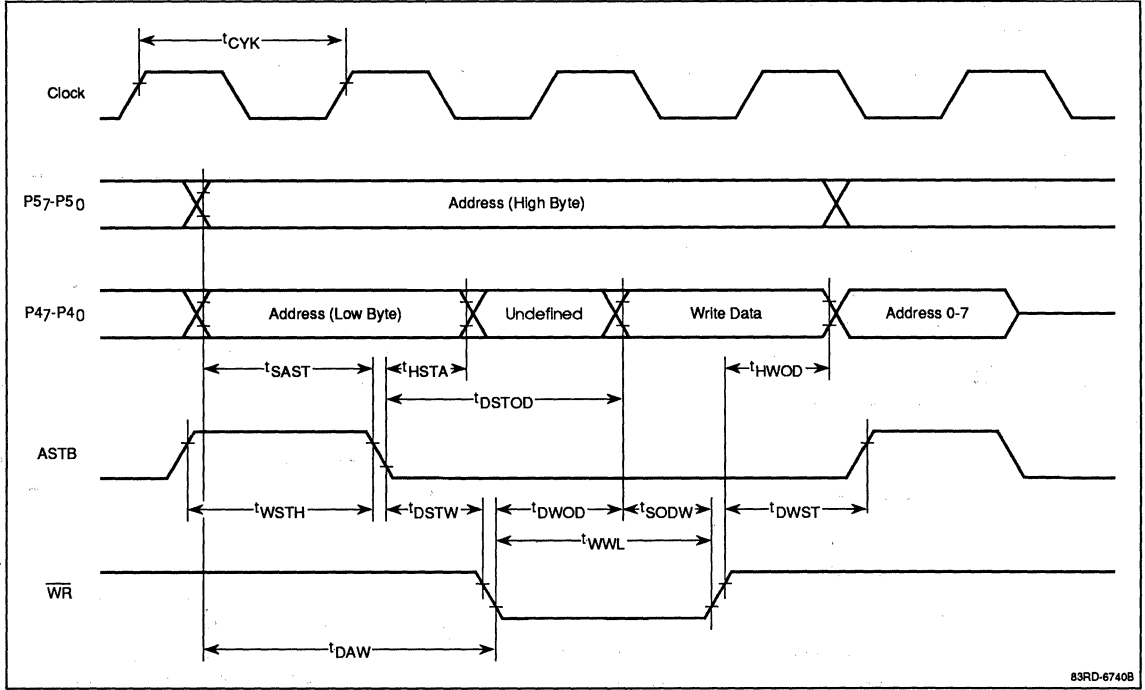 tCYK
Clock
P57-P50
Address (High Byte)
P47-P40
Address (Low Byte)
Undefined
Write Data
Address 0-7
tSAST
tHSTA
tHWOD
tDSTOD
ASTB
tWSTH
tDSTW
tDWOD
tSODW
tDWST
tWWL
WR
tDAW
83RD-6740B